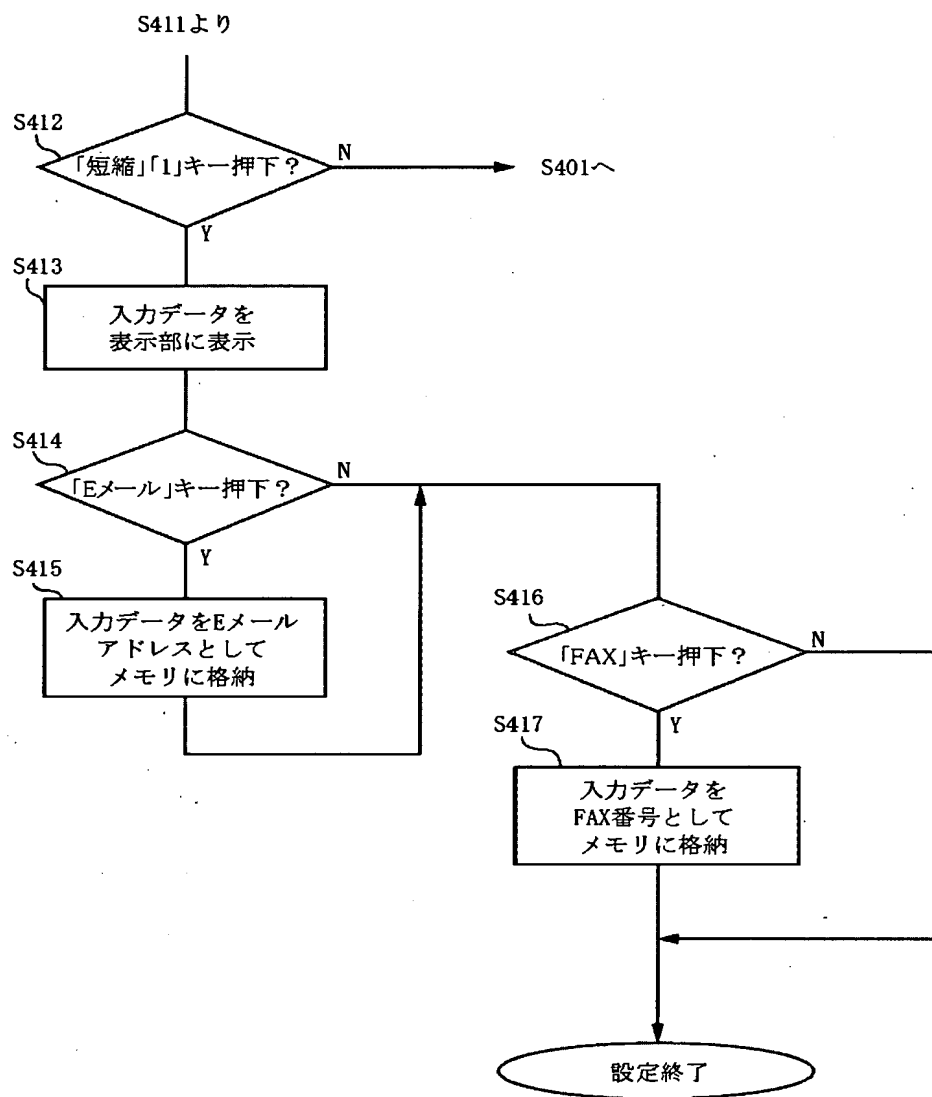 S411より
S412
「短縮」「1」キー押下？
N
S401へ
Y
S413
入力データを
表示部に表示
S414
「Eメール」キー押下？
N
Y
S415
入力データをEメール
アドレスとして
メモリに格納
S416
「FAX」キー押下？
N
Y
S417
入力データを
FAX番号として
メモリに格納
設定終了